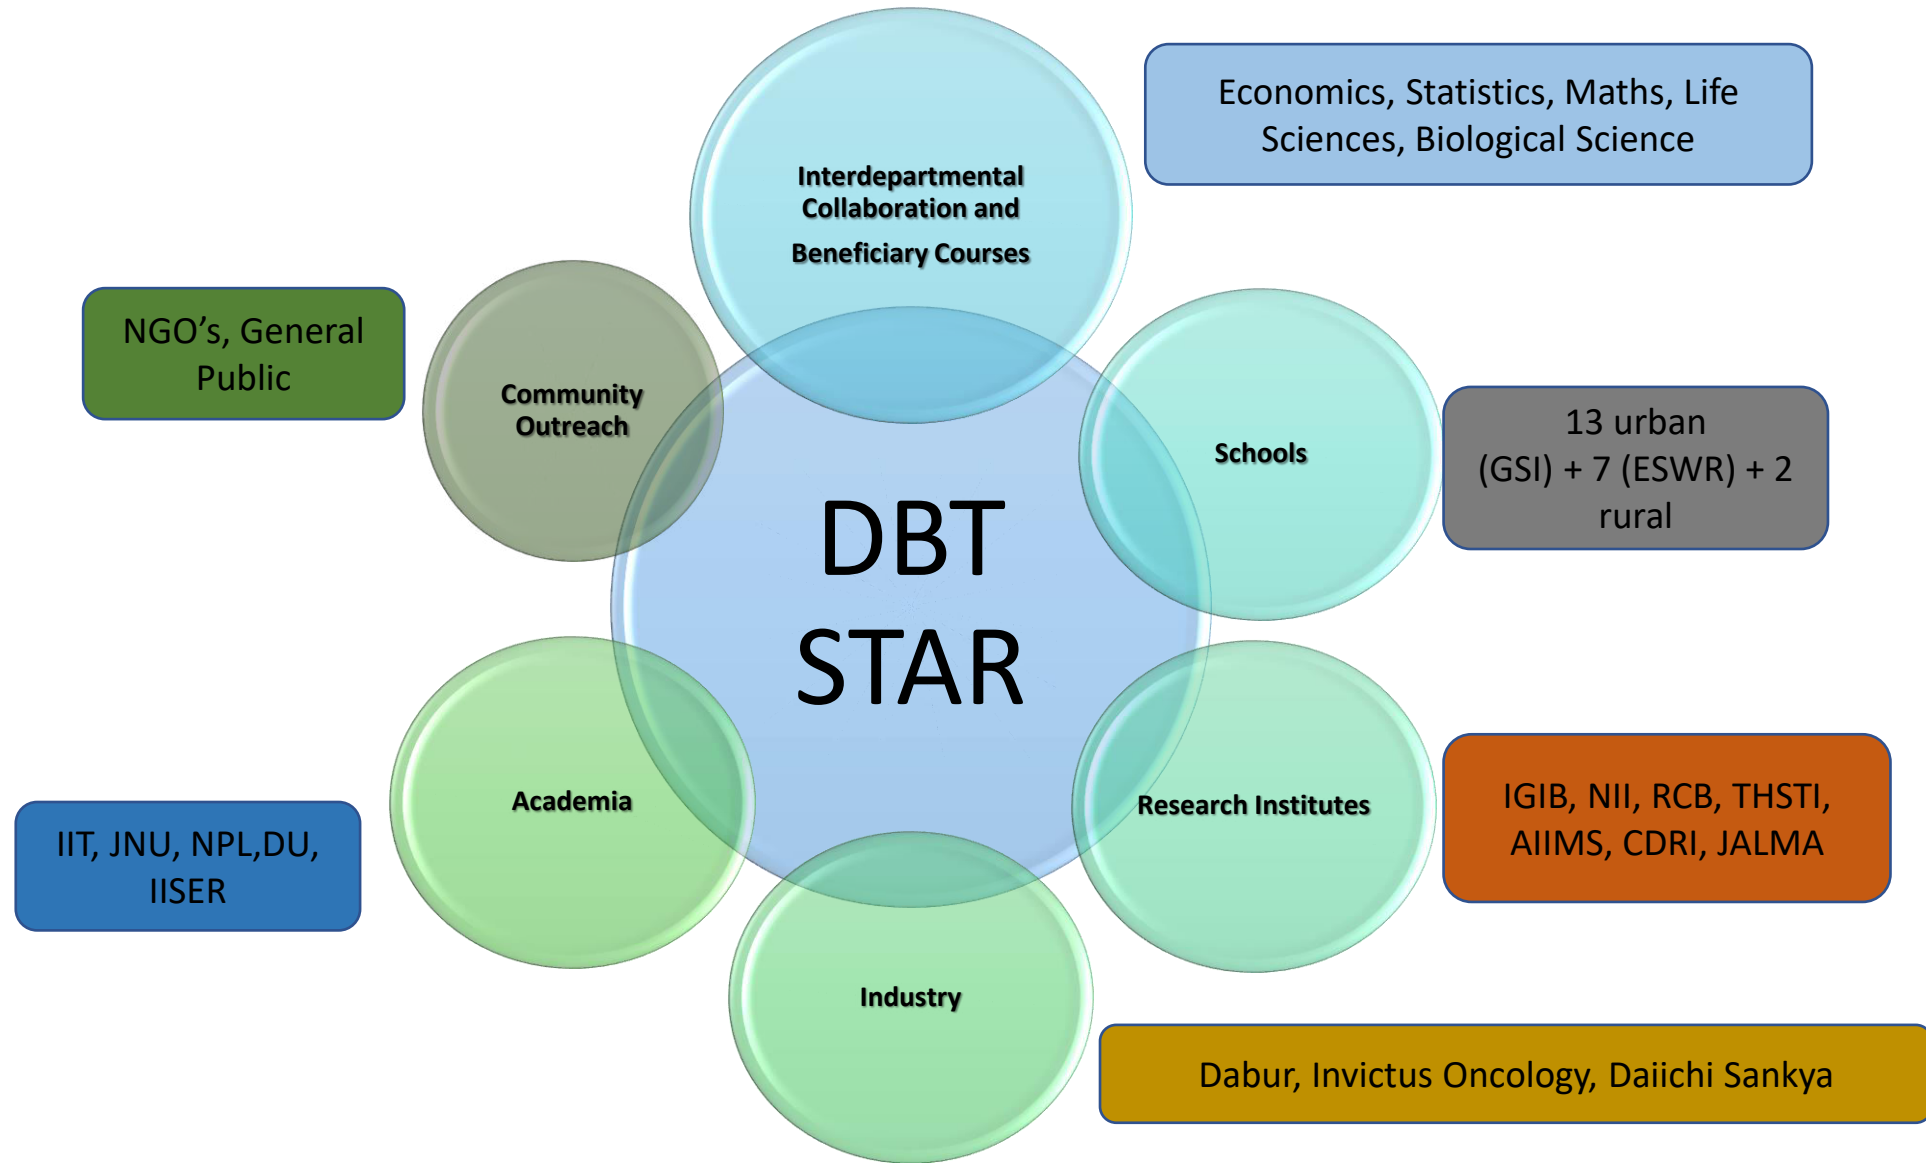 Interdepartmental
Collaboration and
Beneficiary Courses
Economics, Statistics, Maths, Life
Sciences, Biological Science
NGO’s, General
Public
Community
Outreach
Schools
13 urban
(GSI) + 7 (ESWR) + 2
rural
DBT
STAR
Academia
IIT, JNU, NPL,DU,
IISER
Research Institutes
IGIB, NII, RCB, THSTI,
AIIMS, CDRI, JALMA
Industry
Dabur, Invictus Oncology, Daiichi Sankya